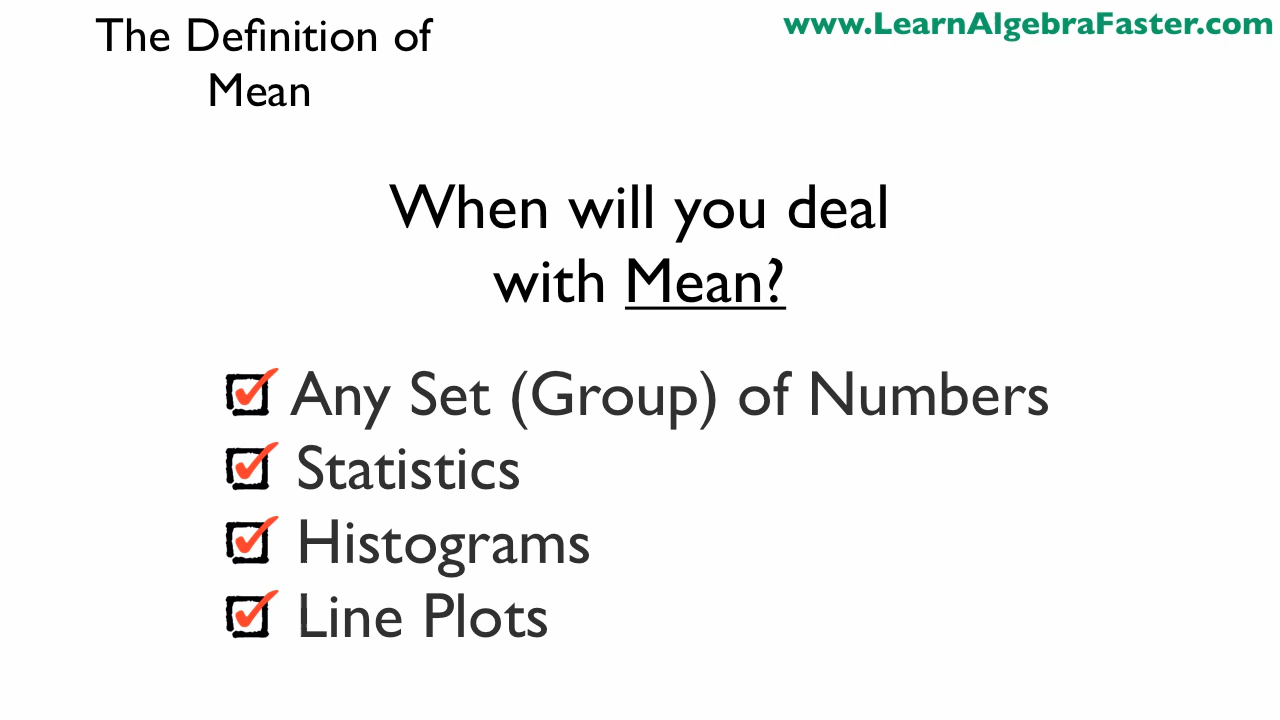 The Definition of
Mean
www.LearnAlgebraFaster.com
When will you deal
with Mean?
Any Set (Group) of Numbers
Statistics
Histograms
Line Plots